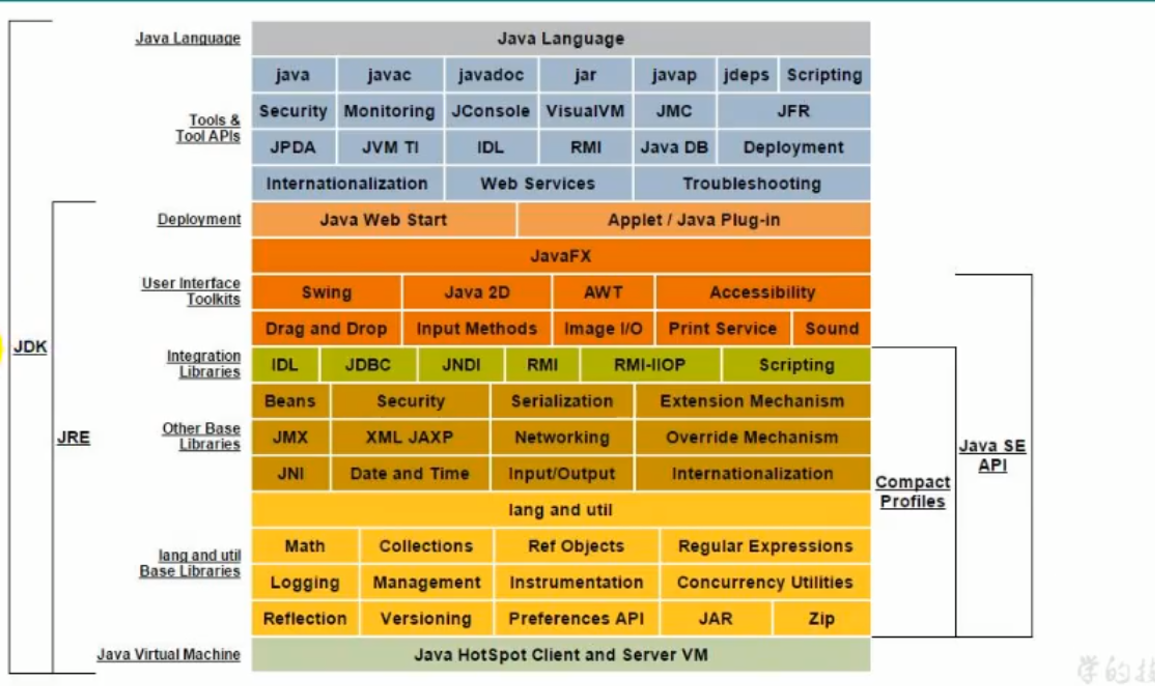 Java Language Java Language
java javac javadoc jar javap jdeps Scripting
Security Monitoring JConsole VisualVM JMC JFR
Tools &
Tool APIs
JPDA JVM TI IDL RMI Java DB Deployment
Internationalization Web Services Troubleshooting
Deployment Java Web Start Applet / Java Plug-in
JavaFX
User Interface
Toolkits
Swing Java 2D AWT Accessibility
Drag and Drop Input Methods Image I/O Print Service Sound
JDK
Integration
Libraries
IDL JDBC JNDI RMI RMI-IIOP Scripting
Beans Security Serialization Extension Mechanism
JRE
Other Base
Libraries
JMX XML JAXP Networking Override Mechanism
Java SE
API
JNI Date and Time Input/Output Internationalization
Compact
Profiles
lang and util
Math Collections Ref Objects Regular Expressions
lang and util
Base Libraries
Logging Management Instrumentation Concurrency Utilities
Reflection Versioning Preferences API JAR Zip
Java Virtual Machine Java HotSpot Client and Server VM
学的技